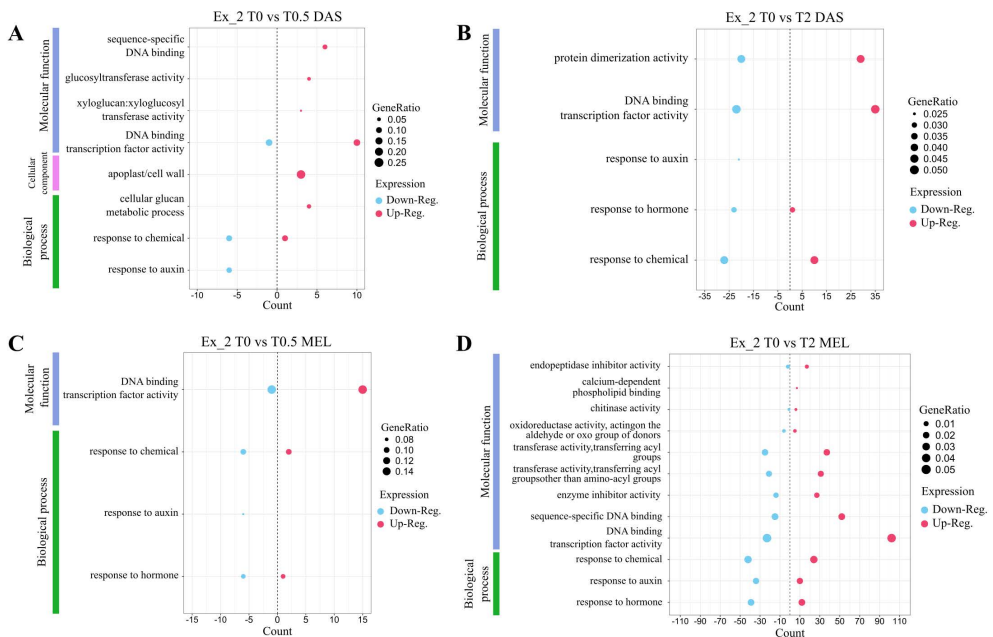 A
Ex_2 T0 vs T0.5 DAS
Molecular function
Cellular
component
Biological
process
sequence-specific
DNA binding
glucosyltransferase activity
xyloglucan:xyloglucosyl
transferase activity
DNA binding
transcription factor activity
apoplast/cell wall
cellular glucan
metabolic process
response to chemical
response to auxin
-10
-5
0
5
10
Count
GeneRatio
0.05
0.10
0.15
0.20
0.25
Expression
Down-Reg.
Up-Reg.
B
Ex_2 T0 vs T2 DAS
Molecular function
Biological process
protein dimerization activity
DNA binding
transcription factor activity
response to auxin
response to hormone
response to chemical
-35
-25
-15
-5
5
15
25
35
Count
GeneRatio
0.025
0.030
0.035
0.040
0.045
0.050
Expression
Down-Reg.
Up-Reg.
C
Ex_2 T0 vs T0.5 MEL
Molecular
function
Biological process
DNA binding
transcription factor activity
response to chemical
response to auxin
response to hormone
-15
-10
-5
0
5
10
15
Count
GeneRatio
0.08
0.10
0.12
0.14
Expression
Down-Reg.
Up-Reg.
D
Ex_2 T0 vs T2 MEL
Molecular function
Biological
process
endopeptidase inhibitor activity
calcium-dependent
phospholipid binding
chitinase activity
oxidoreductase activity, actingon the
aldehyde or oxo group of donors
transferase activity,transferring acyl
groups
transferase activity,transferring acyl
groupsother than amino-acyl groups
enzyme inhibitor activity
sequence-specific DNA binding
DNA binding
transcription factor activity
response to chemical
response to auxin
response to hormone
-110
-90
-70
-50
-30
-10
10
30
50
70
90
110
Count
GeneRatio
0.01
0.02
0.03
0.04
0.05
Expression
Down-Reg.
Up-Reg.